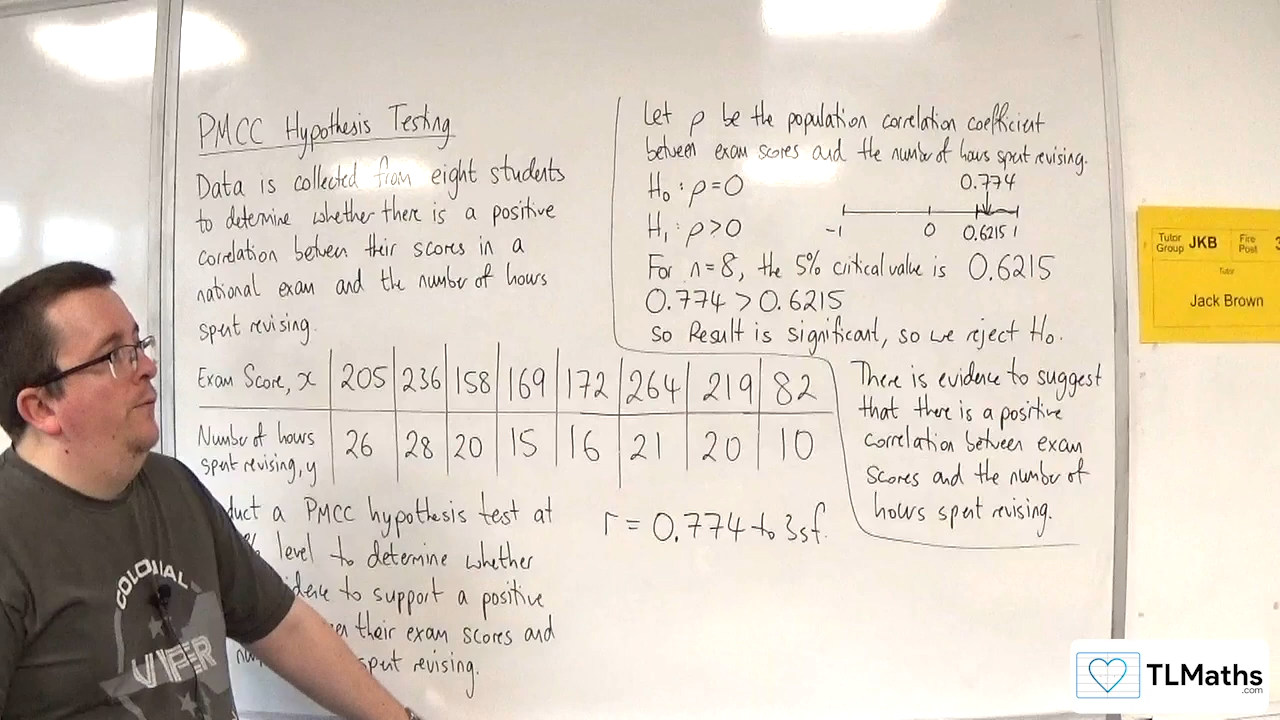 PMCC Hypothesis Testing
Data is collected from eight students
to determine whether there is a positive
correlation between their scores in a
national exam and the number of hours
spent revising.
Exam Score, x 205 236 158 169 172 264 219 82
Number of hours
spent revising, y 26 28 20 15 16 21 20 10
duct a PMCC hypothesis test at
% level to determine whether
dence to support a positive
en their exam scores and
spent revising.
r = 0.774 to 3sf.
Let ρ be the population correlation coefficient
between exam scores and the number of hours spent revising.
H₀ : ρ = 0
H₁ : ρ > 0
0.774
-1 0 0.6215 1
For n = 8, the 5% critical value is 0.6215
0.774 > 0.6215
so Result is significant, so we reject H₀.
There is evidence to suggest
that there is a positive
correlation between exam
scores and the number of
hours spent revising.
Tutor Group JKB Fire Post 3
Tutor
Jack Brown
COLONIAL
VIPER
TLMaths
.com